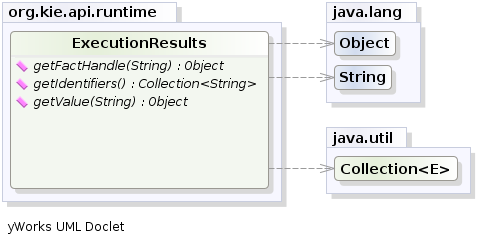 org.kie.api.runtime
ExecutionResults
getFactHandle(String) : Object
getIdentifiers() : Collection<String>
getValue(String) : Object
java.lang
Object
String
java.util
Collection<E>
yWorks UML Doclet